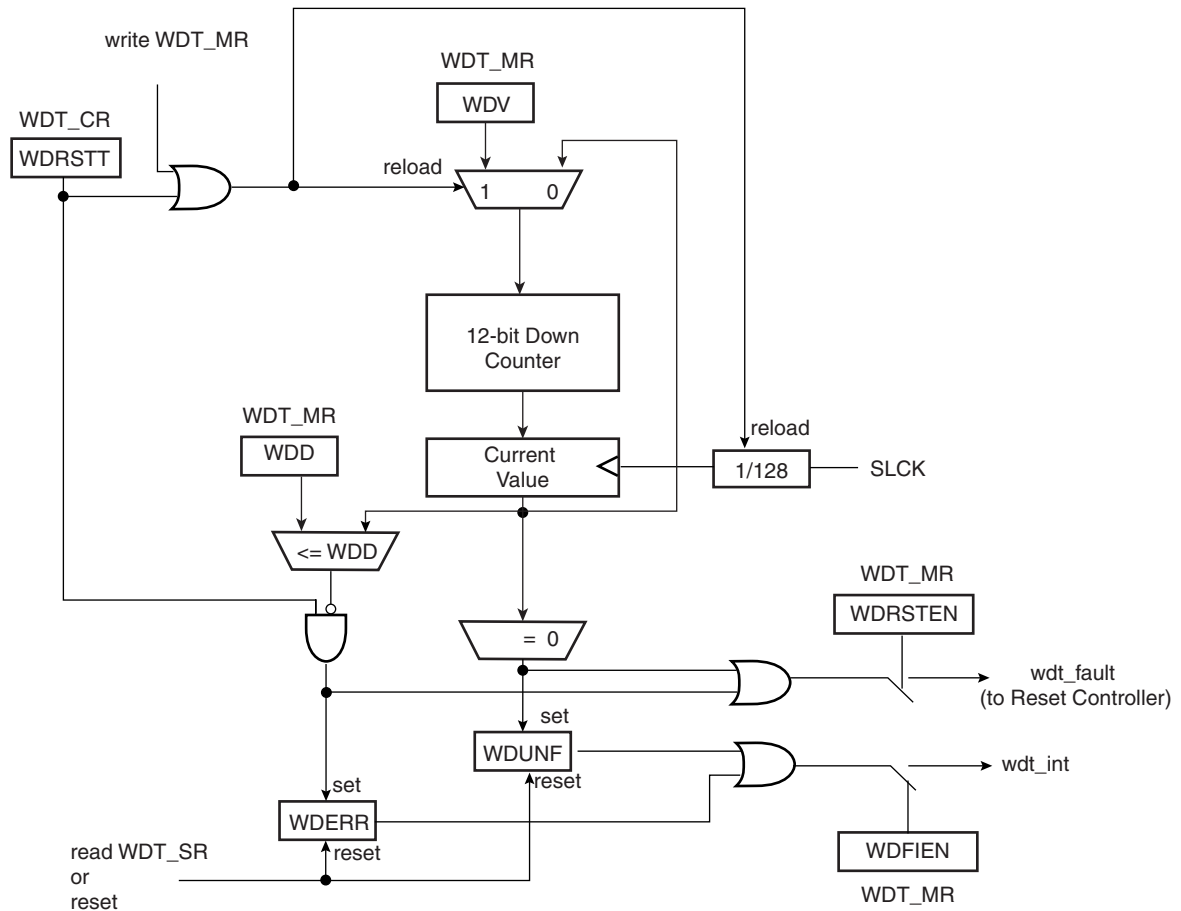 write WDT_MR
WDT_MR
WDV
WDT_CR
WDRSTT
reload
1 0
12-bit Down
Counter
WDT_MR
WDD
reload
Current
Value
1/128
SLCK
<= WDD
WDT_MR
WDRSTEN
= 0
wdt_fault
(to Reset Controller)
set
WDUNF
reset
wdt_int
set
WDERR
reset
read WDT_SR
or
reset
WDFIEN
WDT_MR